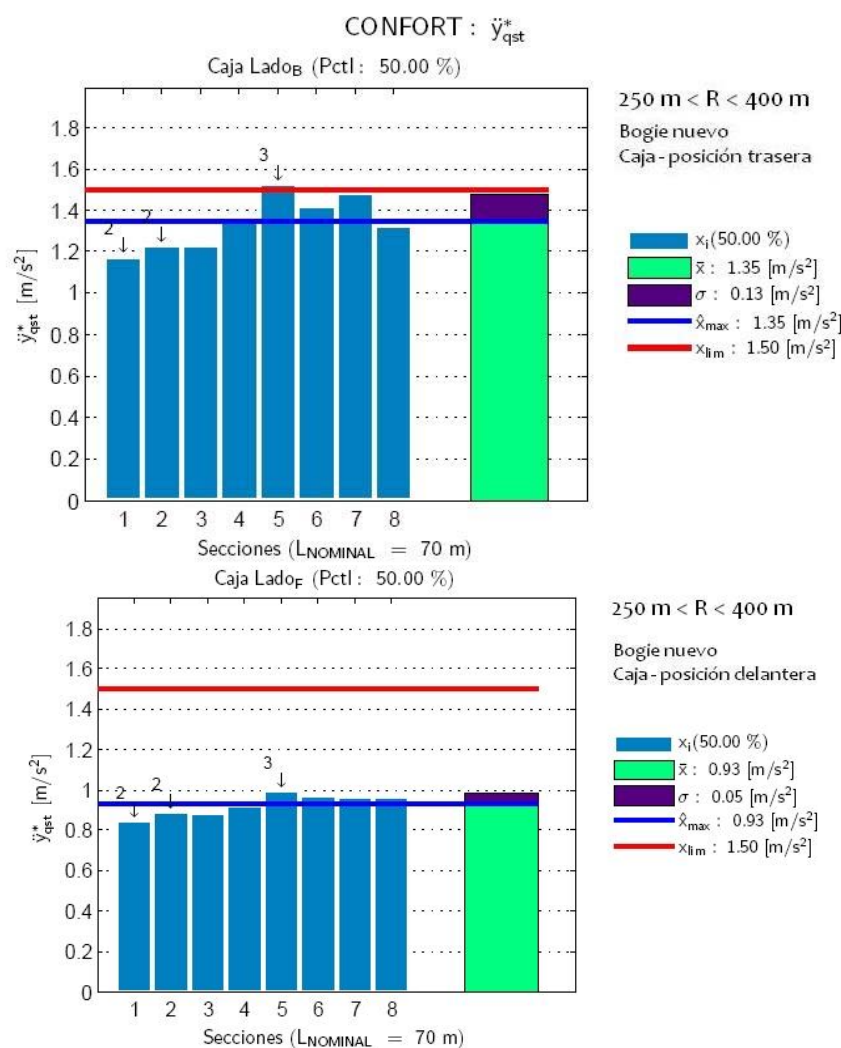 CONFORT : ÿ*qst
Caja LadoB (Pctl : 50.00 %)
250 m < R < 400 m
Bogie nuevo
Caja - posición trasera
ÿ*qst [m/s²]
1.8
1.6
1.4
1.2
1
0.8
0.6
0.4
0.2
0
2
2
3
xi(50.00 %)
x̄ : 1.35 [m/s²]
σ : 0.13 [m/s²]
x̂max : 1.35 [m/s²]
xlim : 1.50 [m/s²]
1 2 3 4 5 6 7 8
Secciones (LNOMINAL = 70 m)
Caja LadoF (Pctl : 50.00 %)
250 m < R < 400 m
Bogie nuevo
Caja - posición delantera
ÿ*qst [m/s²]
1.8
1.6
1.4
1.2
1
0.8
0.6
0.4
0.2
0
2
2
3
xi(50.00 %)
x̄ : 0.93 [m/s²]
σ : 0.05 [m/s²]
x̂max : 0.93 [m/s²]
xlim : 1.50 [m/s²]
1 2 3 4 5 6 7 8
Secciones (LNOMINAL = 70 m)